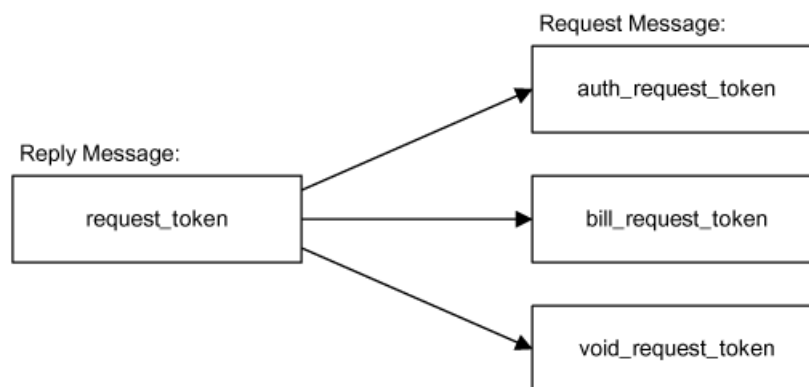 Request Message:
auth_request_token
Reply Message:
request_token
bill_request_token
void_request_token